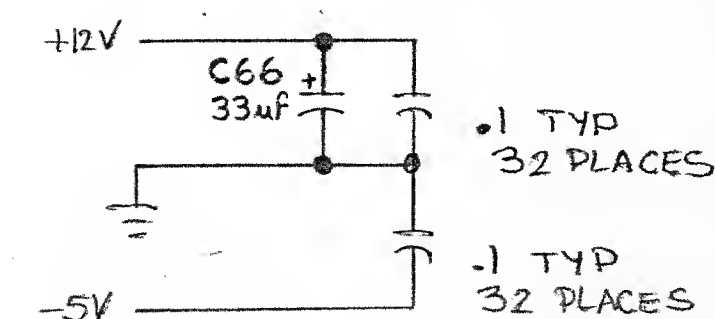 +12V
C66 +
33uf
.1 TYP
32 PLACES
.1 TYP
32 PLACES
-5V